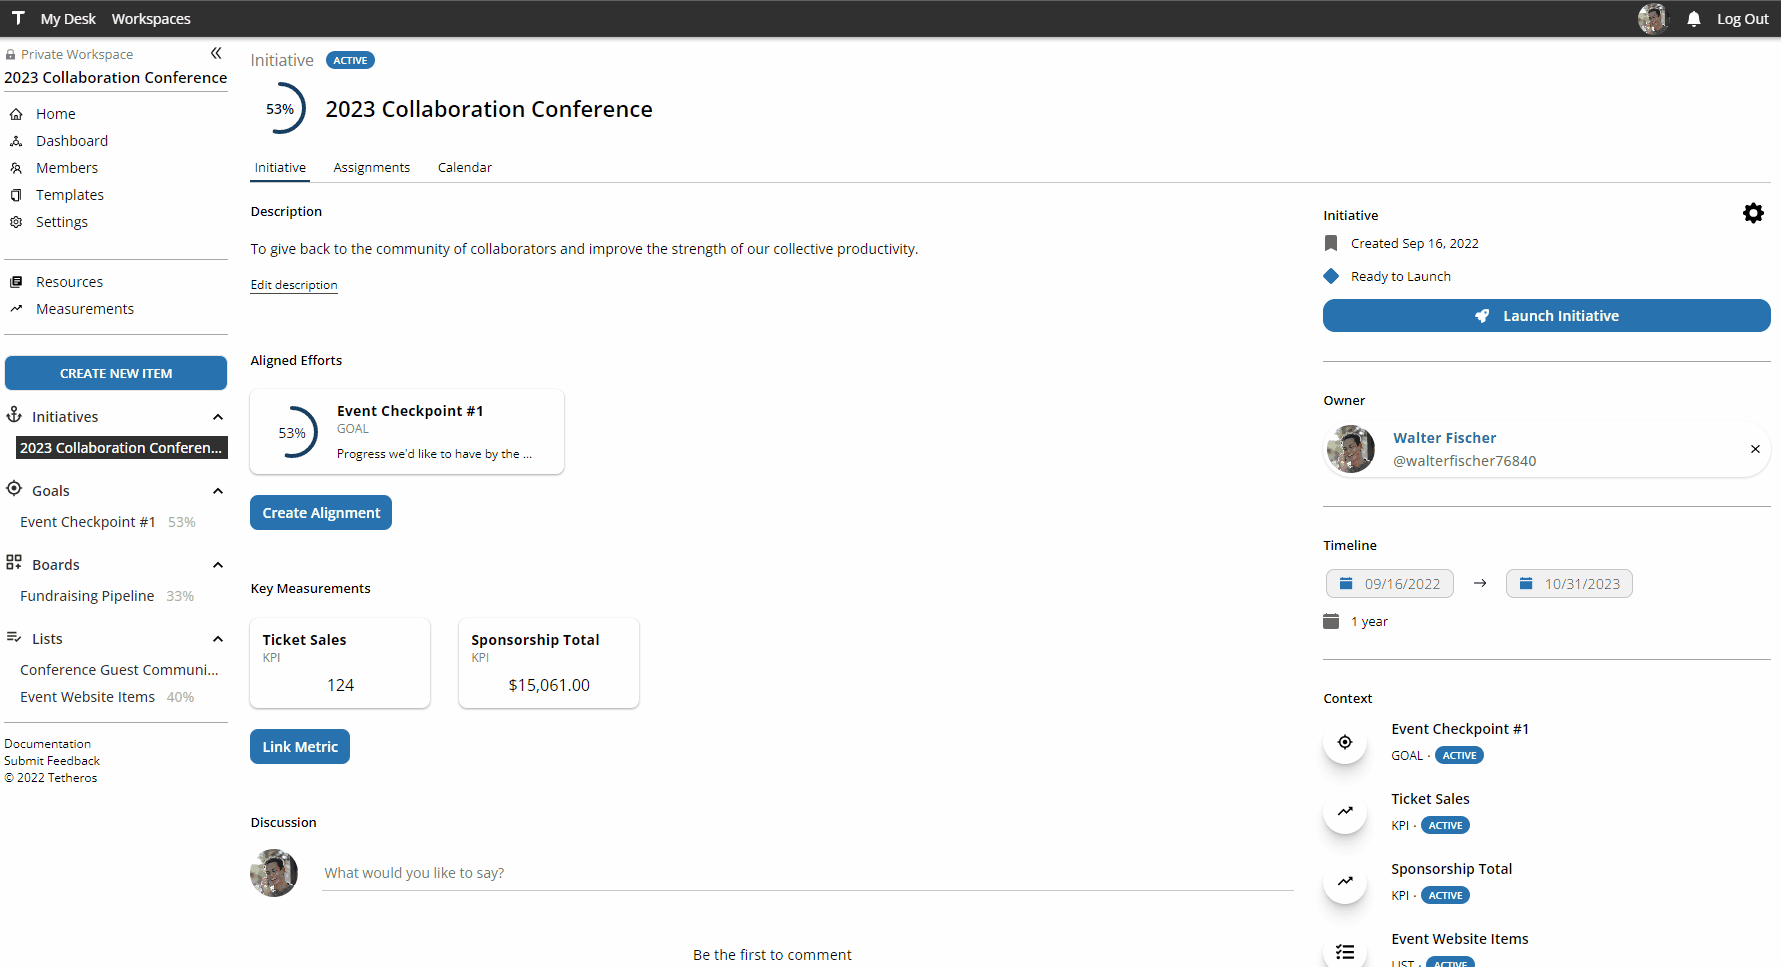 T My Desk Workspaces Log Out
Private Workspace
2023 Collaboration Conference
Home
Dashboard
Members
Templates
Settings
Resources
Measurements
CREATE NEW ITEM
Initiatives
2023 Collaboration Conferen...
Goals
Event Checkpoint #1 53%
Boards
Fundraising Pipeline 33%
Lists
Conference Guest Communi...
Event Website Items 40%
Documentation
Submit Feedback
© 2022 Tetheros
Initiative ACTIVE
53% 2023 Collaboration Conference
Initiative Assignments Calendar
Description
To give back to the community of collaborators and improve the strength of our collective productivity.
Edit description
Aligned Efforts
53%
Event Checkpoint #1
GOAL
Progress we'd like to have by the ...
Create Alignment
Key Measurements
Ticket Sales
KPI
124
Sponsorship Total
KPI
$15,061.00
Link Metric
Discussion
What would you like to say?
Be the first to comment
Initiative
Created Sep 16, 2022
Ready to Launch
Launch Initiative
Owner
Walter Fischer
@walterfischer76840
Timeline
09/16/2022 → 10/31/2023
1 year
Context
Event Checkpoint #1
GOAL · ACTIVE
Ticket Sales
KPI · ACTIVE
Sponsorship Total
KPI · ACTIVE
Event Website Items
LIST · ACTIVE